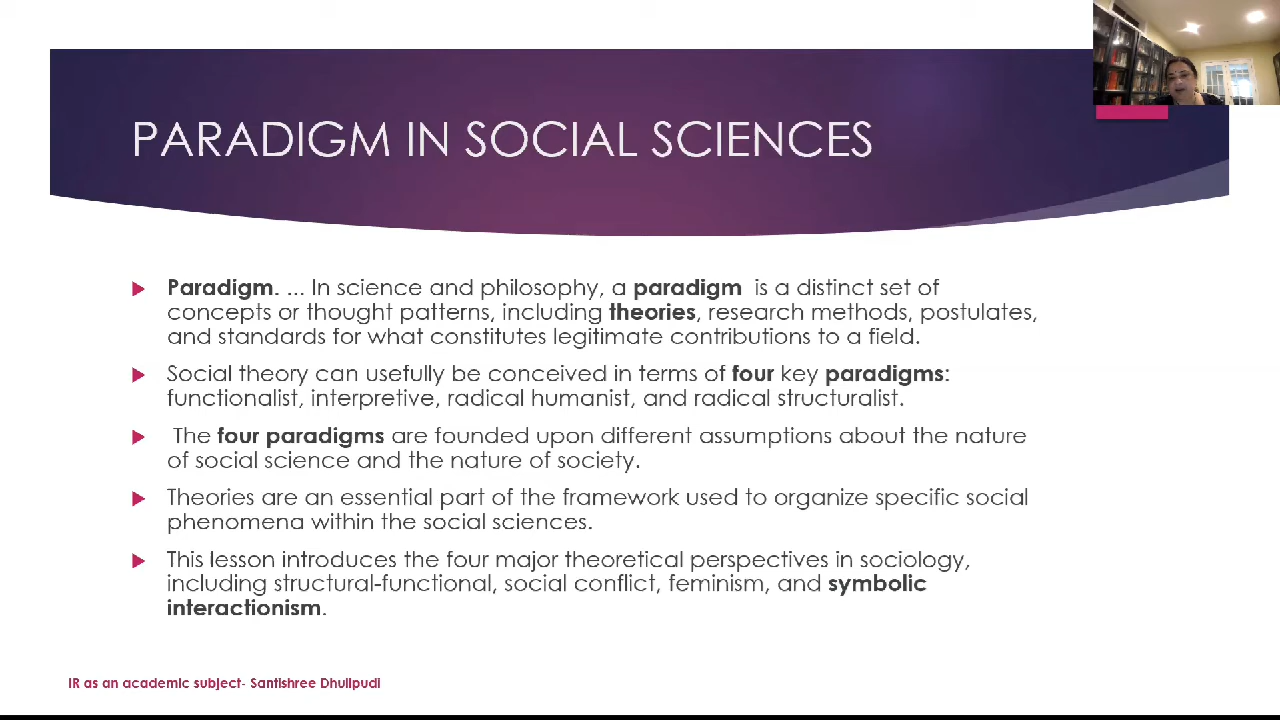 PARADIGM IN SOCIAL SCIENCES
Paradigm. ... In science and philosophy, a paradigm is a distinct set of
concepts or thought patterns, including theories, research methods, postulates,
and standards for what constitutes legitimate contributions to a field.
Social theory can usefully be conceived in terms of four key paradigms:
functionalist, interpretive, radical humanist, and radical structuralist.
The four paradigms are founded upon different assumptions about the nature
of social science and the nature of society.
Theories are an essential part of the framework used to organize specific social
phenomena within the social sciences.
This lesson introduces the four major theoretical perspectives in sociology,
including structural-functional, social conflict, feminism, and symbolic
interactionism.
IR as an academic subject- Santishree Dhulipudi